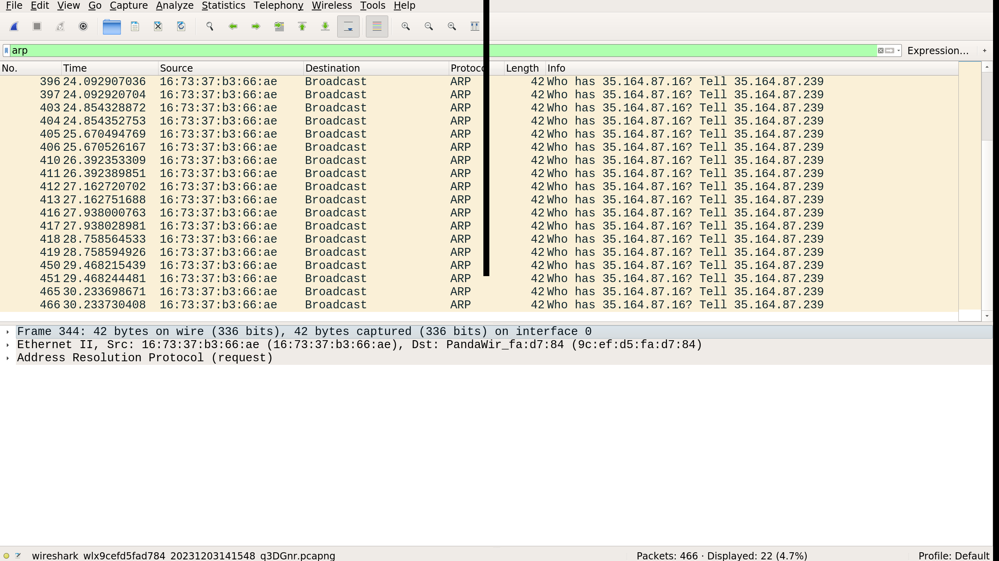 File Edit View Go Capture Analyze Statistics Telephony Wireless Tools Help
arp Expression… +
No. Time Source Destination Length Info
396 24.092907036 16:73:37:b3:66:ae Broadcast ARP 42 Who has 35.164.87.16? Tell 35.164.87.239
397 24.092920704 16:73:37:b3:66:ae Broadcast ARP 42 Who has 35.164.87.16? Tell 35.164.87.239
403 24.854328872 16:73:37:b3:66:ae Broadcast ARP 42 Who has 35.164.87.16? Tell 35.164.87.239
404 24.854352753 16:73:37:b3:66:ae Broadcast ARP 42 Who has 35.164.87.16? Tell 35.164.87.239
405 25.670494769 16:73:37:b3:66:ae Broadcast ARP 42 Who has 35.164.87.16? Tell 35.164.87.239
406 25.670526167 16:73:37:b3:66:ae Broadcast ARP 42 Who has 35.164.87.16? Tell 35.164.87.239
410 26.392353309 16:73:37:b3:66:ae Broadcast ARP 42 Who has 35.164.87.16? Tell 35.164.87.239
411 26.392389851 16:73:37:b3:66:ae Broadcast ARP 42 Who has 35.164.87.16? Tell 35.164.87.239
412 27.162720702 16:73:37:b3:66:ae Broadcast ARP 42 Who has 35.164.87.16? Tell 35.164.87.239
413 27.162751688 16:73:37:b3:66:ae Broadcast ARP 42 Who has 35.164.87.16? Tell 35.164.87.239
416 27.938000763 16:73:37:b3:66:ae Broadcast ARP 42 Who has 35.164.87.16? Tell 35.164.87.239
417 27.938028981 16:73:37:b3:66:ae Broadcast ARP 42 Who has 35.164.87.16? Tell 35.164.87.239
418 28.758564533 16:73:37:b3:66:ae Broadcast ARP 42 Who has 35.164.87.16? Tell 35.164.87.239
419 28.758594926 16:73:37:b3:66:ae Broadcast ARP 42 Who has 35.164.87.16? Tell 35.164.87.239
450 29.468215439 16:73:37:b3:66:ae Broadcast ARP 42 Who has 35.164.87.16? Tell 35.164.87.239
451 29.468244481 16:73:37:b3:66:ae Broadcast ARP 42 Who has 35.164.87.16? Tell 35.164.87.239
465 30.233698671 16:73:37:b3:66:ae Broadcast ARP 42 Who has 35.164.87.16? Tell 35.164.87.239
466 30.233730408 16:73:37:b3:66:ae Broadcast ARP 42 Who has 35.164.87.16? Tell 35.164.87.239
Frame 344: 42 bytes on wire (336 bits), 42 bytes captured (336 bits) on interface 0
Ethernet II, Src: 16:73:37:b3:66:ae (16:73:37:b3:66:ae), Dst: PandaWir_fa:d7:84 (9c:ef:d5:fa:d7:84)
Address Resolution Protocol (request)
wireshark_wlx9cefd5fad784_20231203141548_q3DGnr.pcapng Packets: 466 · Displayed: 22 (4.7%) Profile: Default